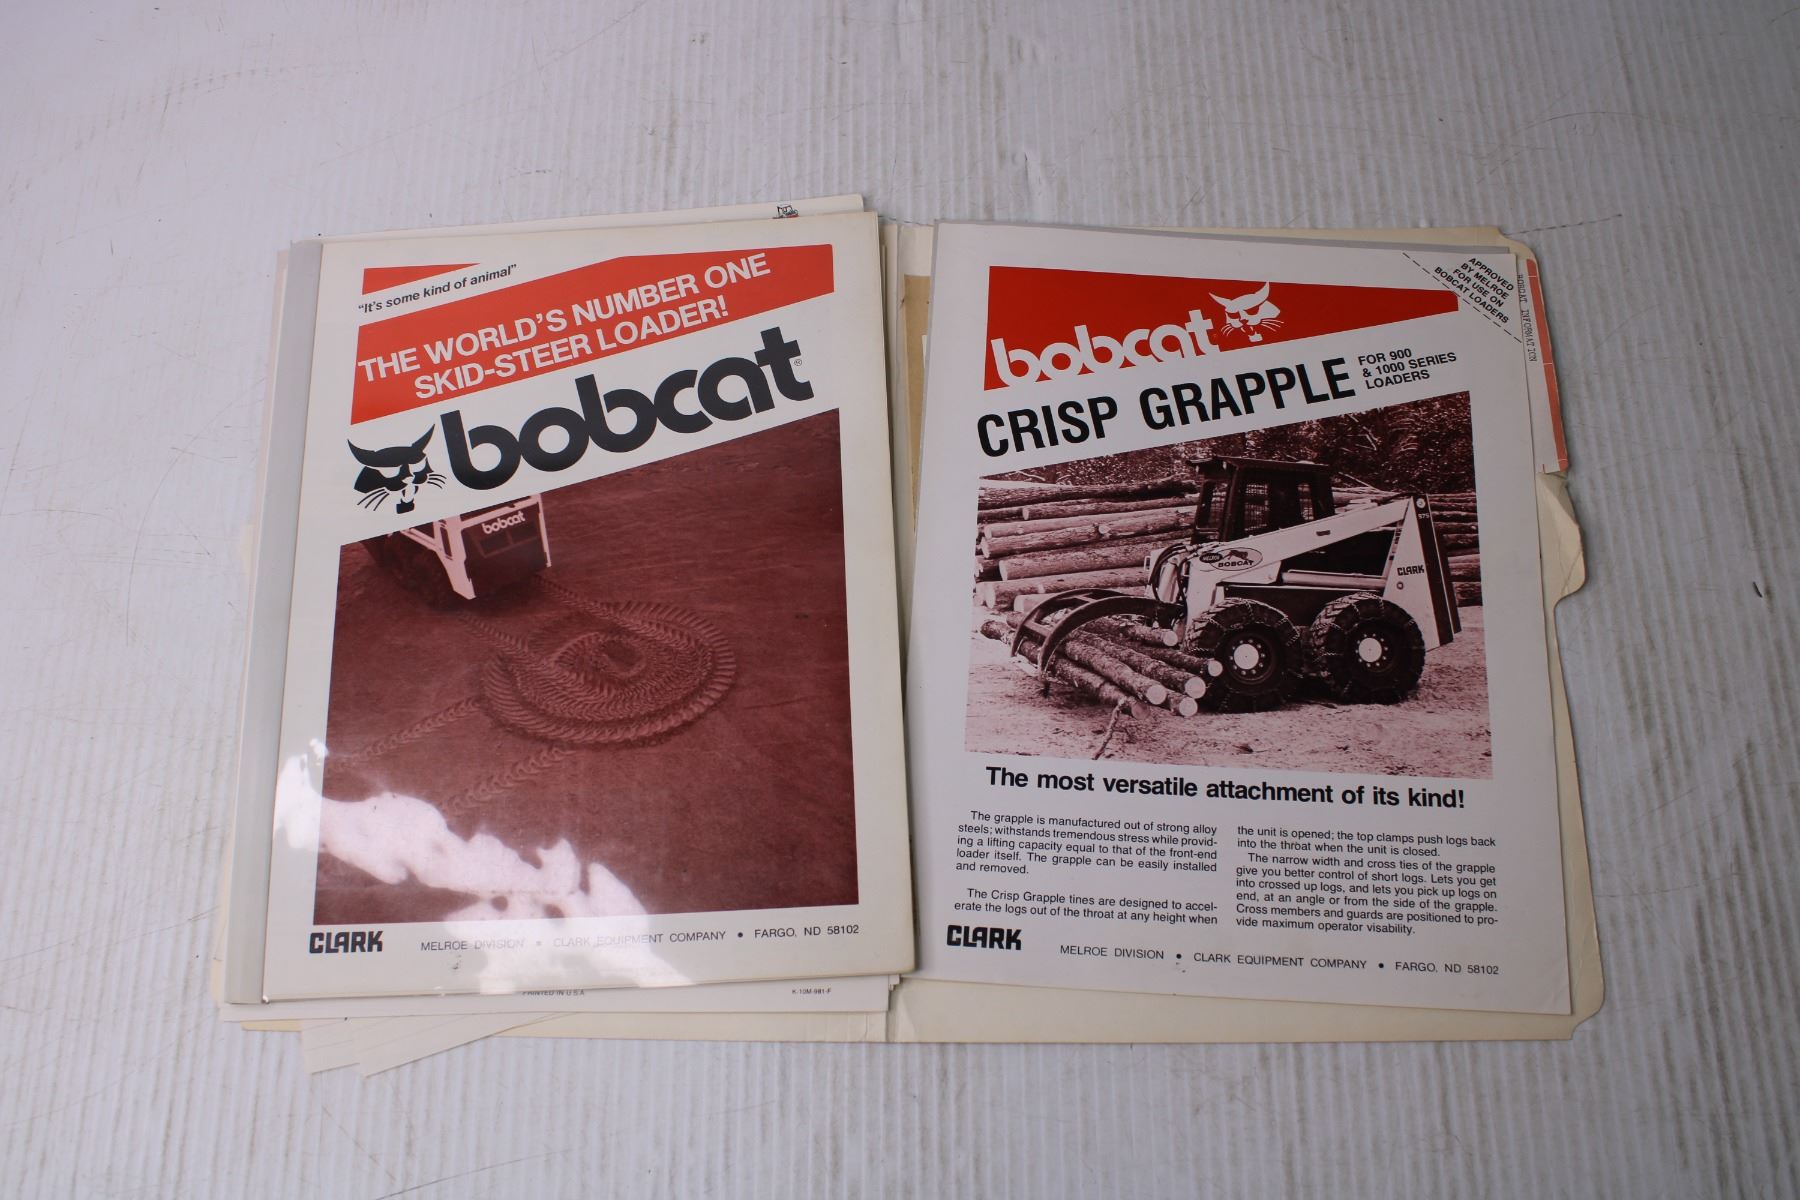 "It's some kind of animal"
THE WORLD'S NUMBER ONE
SKID-STEER LOADER!
bobcat®
bobcat
CLARK
MELROE DIVISION • CLARK EQUIPMENT COMPANY • FARGO, ND 58102
PRINTED IN U.S.A.
K-10M-981-F
APPROVED
BY MELROE
FOR USE ON
BOBCAT LOADERS
BOBCAT INFORMATION
bobcat
CRISP GRAPPLE
FOR 900
& 1000 SERIES
LOADERS
975
CLARK
MELROE
BOBCAT
The most versatile attachment of its kind!
The grapple is manufactured out of strong alloy
steels; withstands tremendous stress while provid-
ing a lifting capacity equal to that of the front-end
loader itself. The grapple can be easily installed
and removed.
The Crisp Grapple tines are designed to accel-
erate the logs out of the throat at any height when
the unit is opened; the top clamps push logs back
into the throat when the unit is closed.
The narrow width and cross ties of the grapple
give you better control of short logs. Lets you get
into crossed up logs, and lets you pick up logs on
end, at an angle or from the side of the grapple.
Cross members and guards are positioned to pro-
vide maximum operator visability.
CLARK
MELROE DIVISION • CLARK EQUIPMENT COMPANY • FARGO, ND 58102